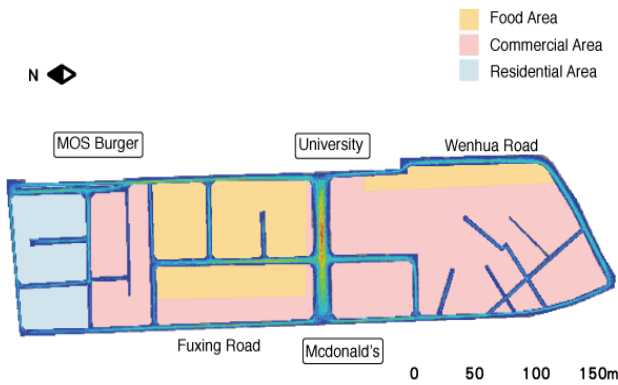 Food Area
Commercial Area
Residential Area
N
MOS Burger
University
Wenhua Road
Fuxing Road
Mcdonald's
0 50 100 150m